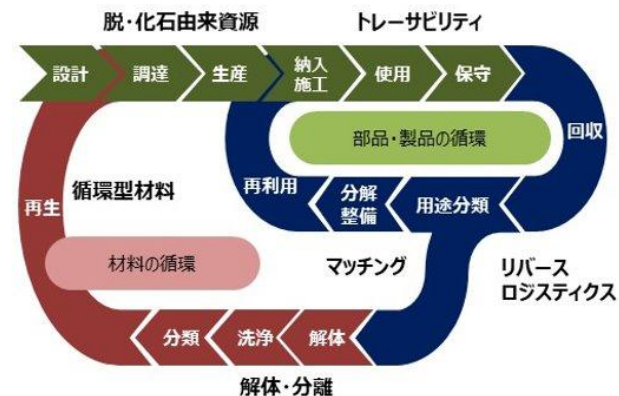 脱・化石由来資源
トレーサビリティ
設計
調達
生産
納入
施工
使用
保守
回収
部品・製品の循環
再利用
分解
整備
用途分類
再生
循環型材料
材料の循環
マッチング
リバース
ロジスティクス
分類
洗浄
解体
解体・分離